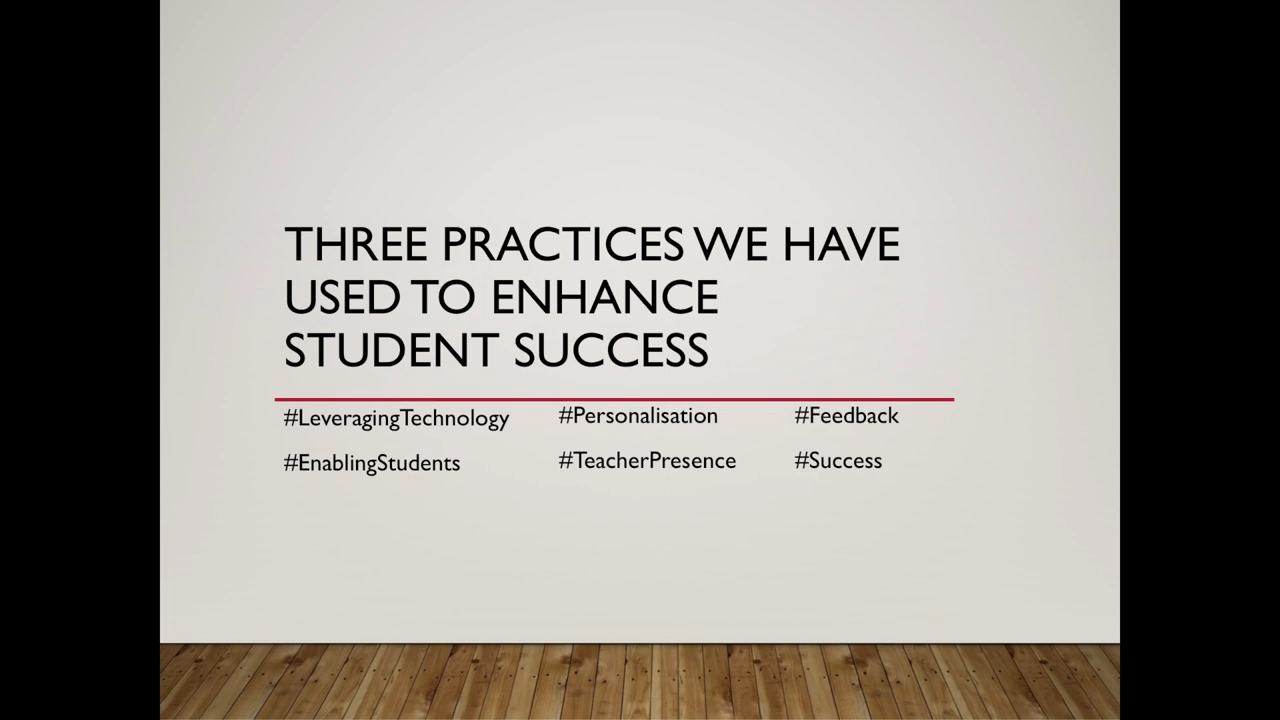 THREE PRACTICES WE HAVE
USED TO ENHANCE
STUDENT SUCCESS
#LeveragingTechnology #Personalisation #Feedback
#EnablingStudents #TeacherPresence #Success